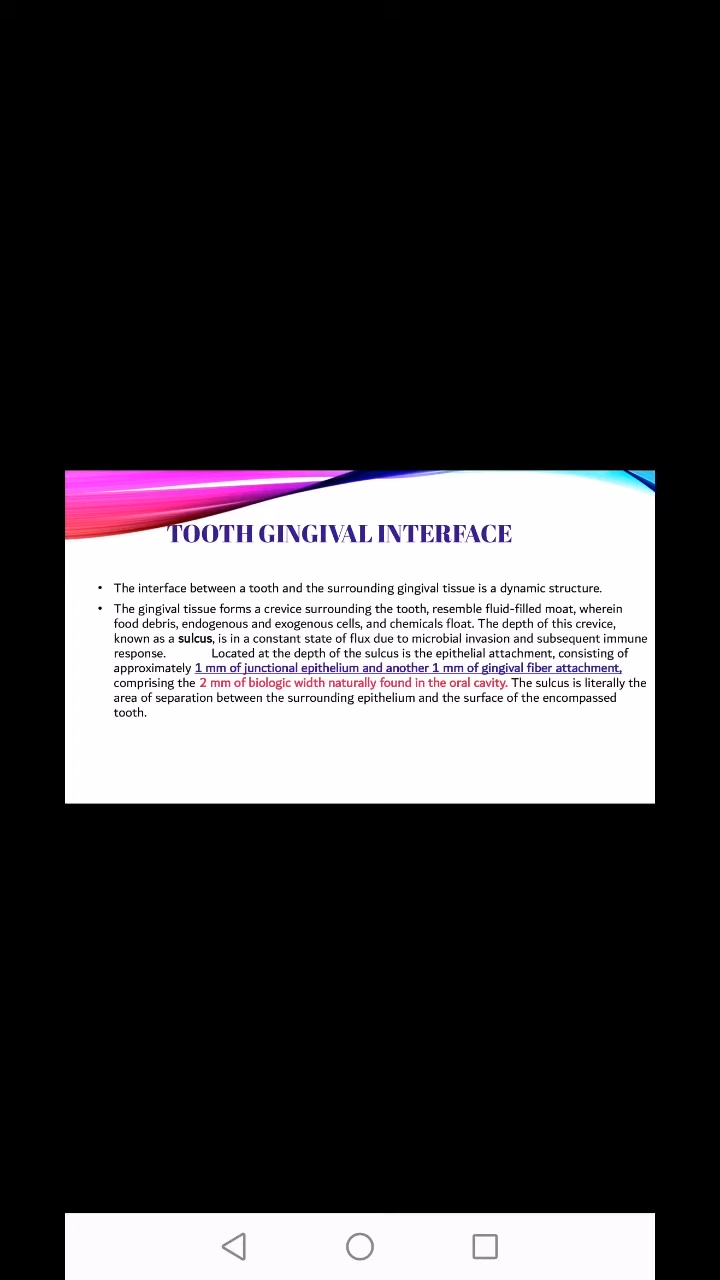 TOOTH GINGIVAL INTERFACE
• The interface between a tooth and the surrounding gingival tissue is a dynamic structure.
• The gingival tissue forms a crevice surrounding the tooth, resemble fluid-filled moat, wherein
food debris, endogenous and exogenous cells, and chemicals float. The depth of this crevice,
known as a sulcus, is in a constant state of flux due to microbial invasion and subsequent immune
response. Located at the depth of the sulcus is the epithelial attachment, consisting of
approximately 1 mm of junctional epithelium and another 1 mm of gingival fiber attachment,
comprising the 2 mm of biologic width naturally found in the oral cavity. The sulcus is literally the
area of separation between the surrounding epithelium and the surface of the encompassed
tooth.